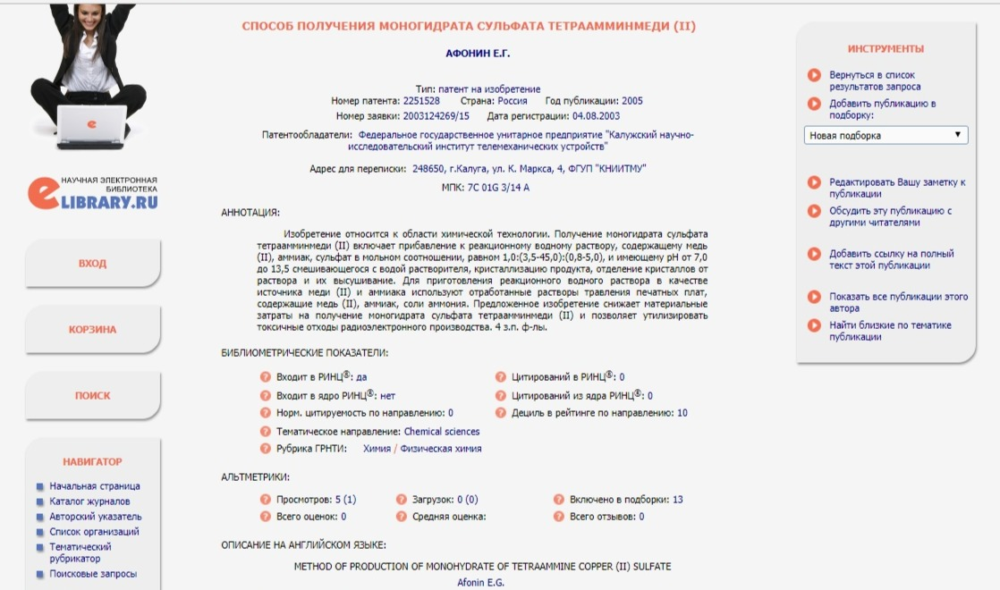 СПОСОБ ПОЛУЧЕНИЯ МОНОГИДРАТА СУЛЬФАТА ТЕТРААММИНМЕДИ (II)
АФОНИН Е.Г.
Тип: патент на изобретение
Номер патента: 2251528 Страна: Россия Год публикации: 2005
Номер заявки: 2003124269/15 Дата регистрации: 04.08.2003
Патентообладатели: Федеральное государственное унитарное предприятие "Калужский научно-
исследовательский институт телемеханических устройств"
Адрес для переписки: 248650, г.Калуга, ул. К. Маркса, 4, ФГУП "КНИИТМУ"
МПК: 7C 01G 3/14 A
АННОТАЦИЯ:
Изобретение относится к области химической технологии. Получение моногидрата сульфата
тетраамминмеди (II) включает прибавление к реакционному водному раствору, содержащему медь
(II), аммиак, сульфат в мольном соотношении, равном 1,0:(3,5-45,0):(0,8-5,0), и имеющему pH от 7,0
до 13,5 смешивающегося с водой растворителя, кристаллизацию продукта, отделение кристаллов от
раствора и их высушивание. Для приготовления реакционного водного раствора в качестве
источника меди (II) и аммиака используют отработанные растворы травления печатных плат,
содержащие медь (II), аммиак, соли аммония. Предложенное изобретение снижает материальные
затраты на получение моногидрата сульфата тетраамминмеди (II) и позволяет утилизировать
токсичные отходы радиоэлектронного производства. 4 з.п. ф-лы.
БИБЛИОМЕТРИЧЕСКИЕ ПОКАЗАТЕЛИ:
Входит в РИНЦ®: да Цитирований в РИНЦ®: 0
Входит в ядро РИНЦ®: нет Цитирований из ядра РИНЦ®: 0
Норм. цитируемость по направлению: 0 Дециль в рейтинге по направлению: 10
Тематическое направление: Chemical sciences
Рубрика ГРНТИ: Химия / Физическая химия
АЛЬТМЕТРИКИ:
Просмотров: 5 (1) Загрузок: 0 (0) Включено в подборки: 13
Всего оценок: 0 Средняя оценка: Всего отзывов: 0
ОПИСАНИЕ НА АНГЛИЙСКОМ ЯЗЫКЕ:
METHOD OF PRODUCTION OF MONOHYDRATE OF TETRAAMMINE COPPER (II) SULFATE
Afonin E.G.
НАУЧНАЯ ЭЛЕКТРОННАЯ
БИБЛИОТЕКА
eLIBRARY.RU
ВХОД
КОРЗИНА
ПОИСК
НАВИГАТОР
Начальная страница
Каталог журналов
Авторский указатель
Список организаций
Тематический
рубрикатор
Поисковые запросы
ИНСТРУМЕНТЫ
Вернуться в список
результатов запроса
Добавить публикацию в
подборку:
Новая подборка
Редактировать Вашу заметку к
публикации
Обсудить эту публикацию с
другими читателями
Добавить ссылку на полный
текст этой публикации
Показать все публикации этого
автора
Найти близкие по тематике
публикации